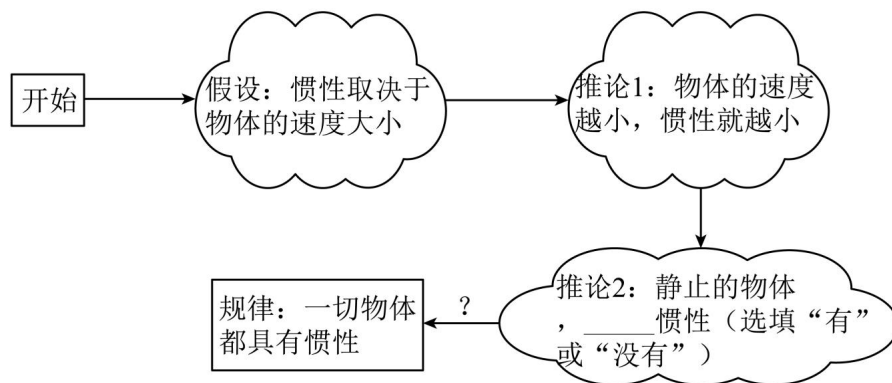 开始
假设：惯性取决于
物体的速度大小
推论1：物体的速度
越小，惯性就越小
推论2：静止的物体
，_____惯性（选填“有”
或“没有”）
？
规律：一切物体
都具有惯性